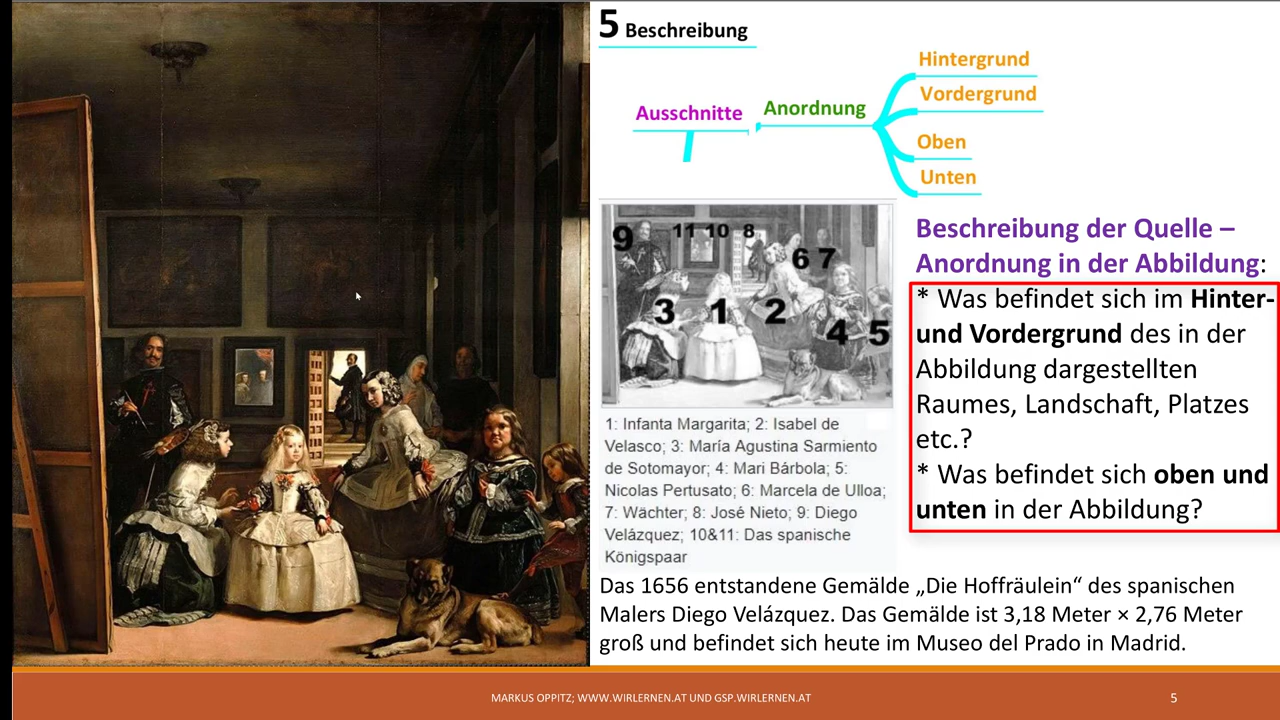 5 Beschreibung
Hintergrund
Vordergrund
Ausschnitte
Anordnung
Oben
Unten
9
11 10 8
6 7
3
1
2
4
5
1: Infanta Margarita; 2: Isabel de
Velasco; 3: María Agustina Sarmiento
de Sotomayor; 4: Mari Bárbola; 5:
Nicolas Pertusato; 6: Marcela de Ulloa;
7: Wächter; 8: José Nieto; 9: Diego
Velázquez; 10&11: Das spanische
Königspaar
Beschreibung der Quelle –
Anordnung in der Abbildung:
* Was befindet sich im Hinter-
und Vordergrund des in der
Abbildung dargestellten
Raumes, Landschaft, Platzes
etc.?
* Was befindet sich oben und
unten in der Abbildung?
Das 1656 entstandene Gemälde „Die Hoffräulein“ des spanischen
Malers Diego Velázquez. Das Gemälde ist 3,18 Meter × 2,76 Meter
groß und befindet sich heute im Museo del Prado in Madrid.
MARKUS OPPITZ; WWW.WIRLERNEN.AT UND GSP.WIRLERNEN.AT
5